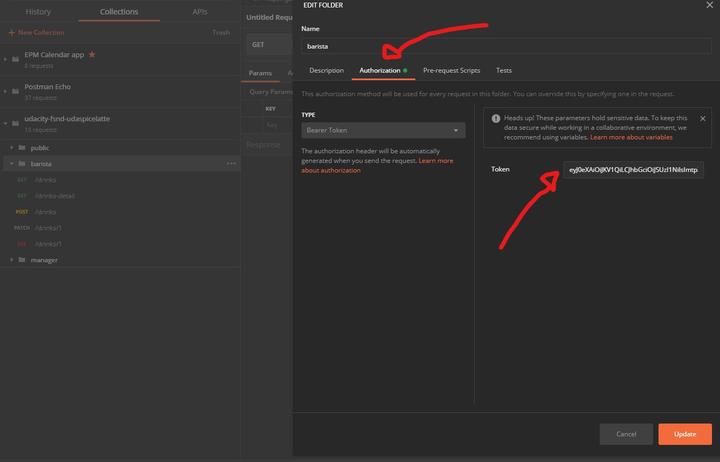 History
Collections
APIs
+ New Collection
Trash
EPM Calendar app
Postman Echo
37 requests
udacity-fsnd-udaspicelatte
public
barista
GET /drinks
GET /drinks-detail
POST /drinks
PATCH /drinks/1
DEL /drinks/1
manager
Untitled Requ
GET
Params
Query Params
KEY
Key
Response
EDIT FOLDER
Name
barista
Description
Authorization
Pre-request Scripts
Tests
This authorization method will be used for every request in this folder. You can override this by specifying one in the request.
TYPE
Bearer Token
The authorization header will be automatically
generated when you send the request. Learn more
about authorization
Heads up! These parameters hold sensitive data. To keep this
data secure while working in a collaborative environment, we
recommend using variables. Learn more about variables
Token
Cancel
Update